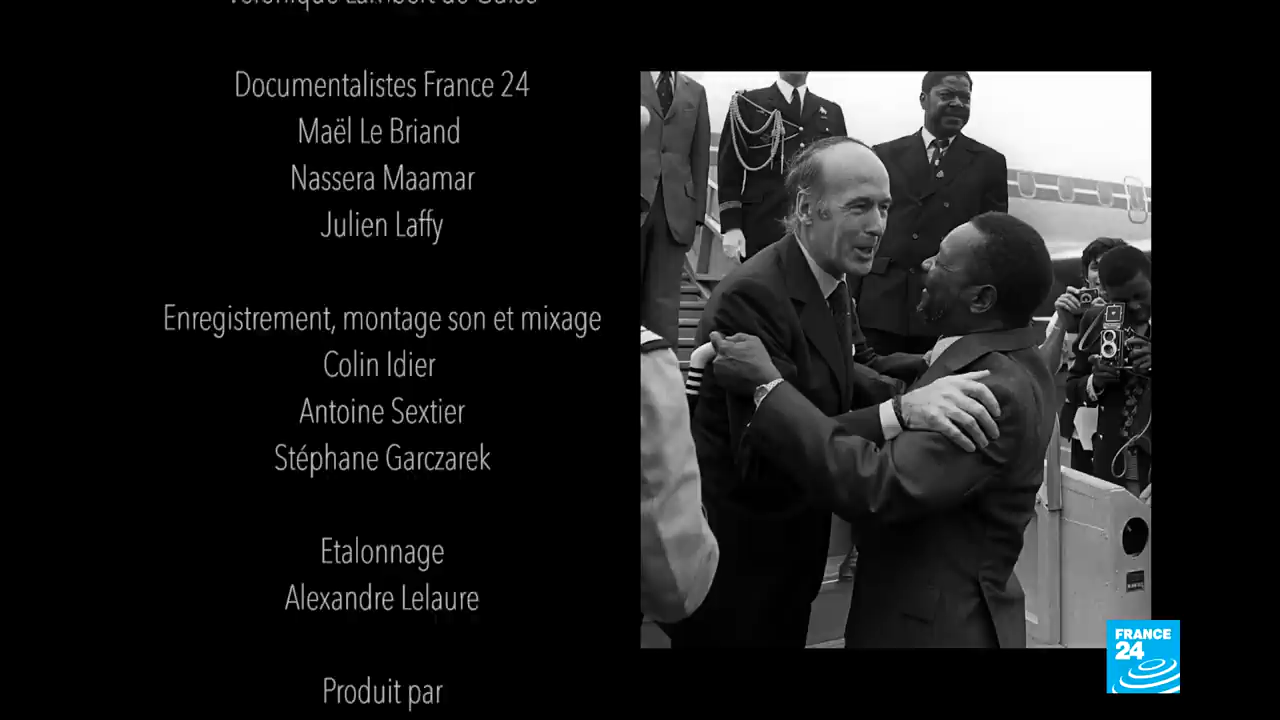 Documentalistes France 24
Maël Le Briand
Nassera Maamar
Julien Laffy
Enregistrement, montage son et mixage
Colin Idier
Antoine Sextier
Stéphane Garczarek
Etalonnage
Alexandre Lelaure
Produit par
FRANCE
24